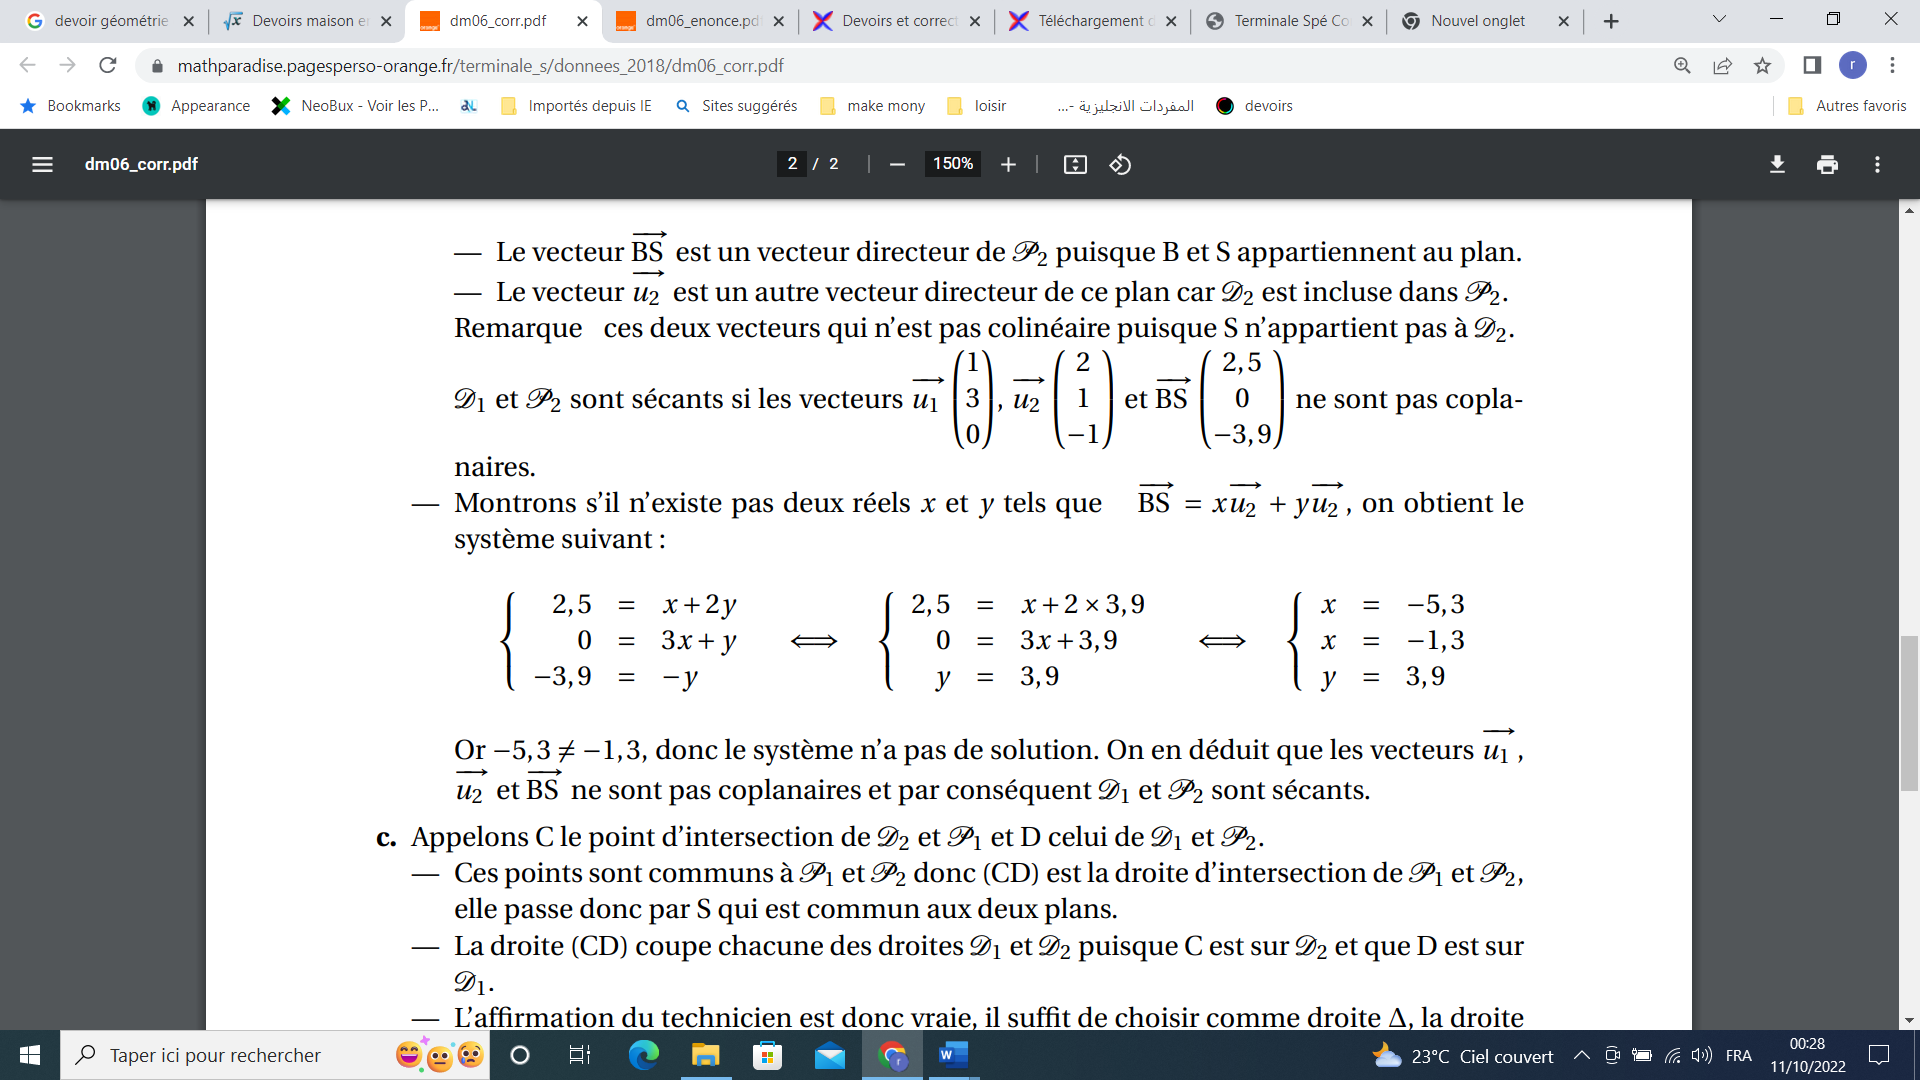 devoir géométrie
Devoirs maison e
dm06_corr.pdf
dm06_enonce.pd
Devoirs et correct
Téléchargement d
Terminale Spé Co
Nouvel onglet
mathparadise.pagesperso-orange.fr/terminale_s/donnees_2018/dm06_corr.pdf
r
Bookmarks
Appearance
NeoBux - Voir les P...
Importés depuis IE
Sites suggérés
make mony
loisir
المفردات الانجليزية -...
devoirs
Autres favoris
dm06_corr.pdf
2 / 2
150%
— Le vecteur BS est un vecteur directeur de 𝒫2 puisque B et S appartiennent au plan.
— Le vecteur u2 est un autre vecteur directeur de ce plan car 𝒟2 est incluse dans 𝒫2.
Remarque ces deux vecteurs qui n'est pas colinéaire puisque S n'appartient pas à 𝒟2.
𝒟1 et 𝒫2 sont sécants si les vecteurs u1 (1 3 0), u2 (2 1 −1) et BS (2,5 0 −3,9) ne sont pas copla-
naires.
— Montrons s'il n'existe pas deux réels x et y tels que BS = xu2 + yu2, on obtient le
système suivant :
2,5 = x+2y 2,5 = x+2×3,9 x = −5,3
0 = 3x+y ⟺ 0 = 3x+3,9 ⟺ x = −1,3
−3,9 = −y y = 3,9 y = 3,9
Or −5,3 ≠ −1,3, donc le système n'a pas de solution. On en déduit que les vecteurs u1,
u2 et BS ne sont pas coplanaires et par conséquent 𝒟1 et 𝒫2 sont sécants.
c. Appelons C le point d'intersection de 𝒟2 et 𝒫1 et D celui de 𝒟1 et 𝒫2.
— Ces points sont communs à 𝒫1 et 𝒫2 donc (CD) est la droite d'intersection de 𝒫1 et 𝒫2,
elle passe donc par S qui est commun aux deux plans.
— La droite (CD) coupe chacune des droites 𝒟1 et 𝒟2 puisque C est sur 𝒟2 et que D est sur
𝒟1.
— L'affirmation du technicien est donc vraie, il suffit de choisir comme droite Δ, la droite
Taper ici pour rechercher
23°C Ciel couvert
FRA
00:28
11/10/2022